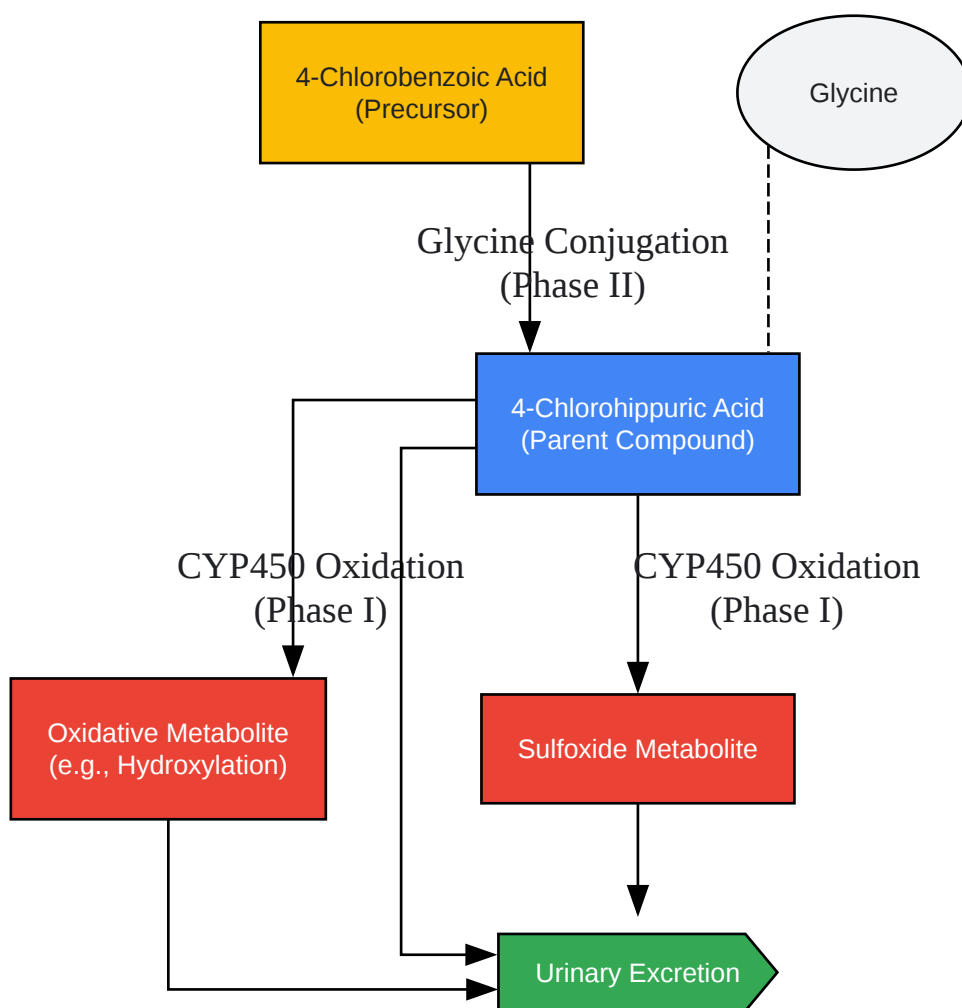 4-Chlorobenzoic Acid
(Precursor)
Glycine
Glycine Conjugation
(Phase II)
4-Chlorohippuric Acid
(Parent Compound)
CYP450 Oxidation
(Phase I)
CYP450 Oxidation
(Phase I)
Oxidative Metabolite
(e.g., Hydroxylation)
Sulfoxide Metabolite
Urinary Excretion